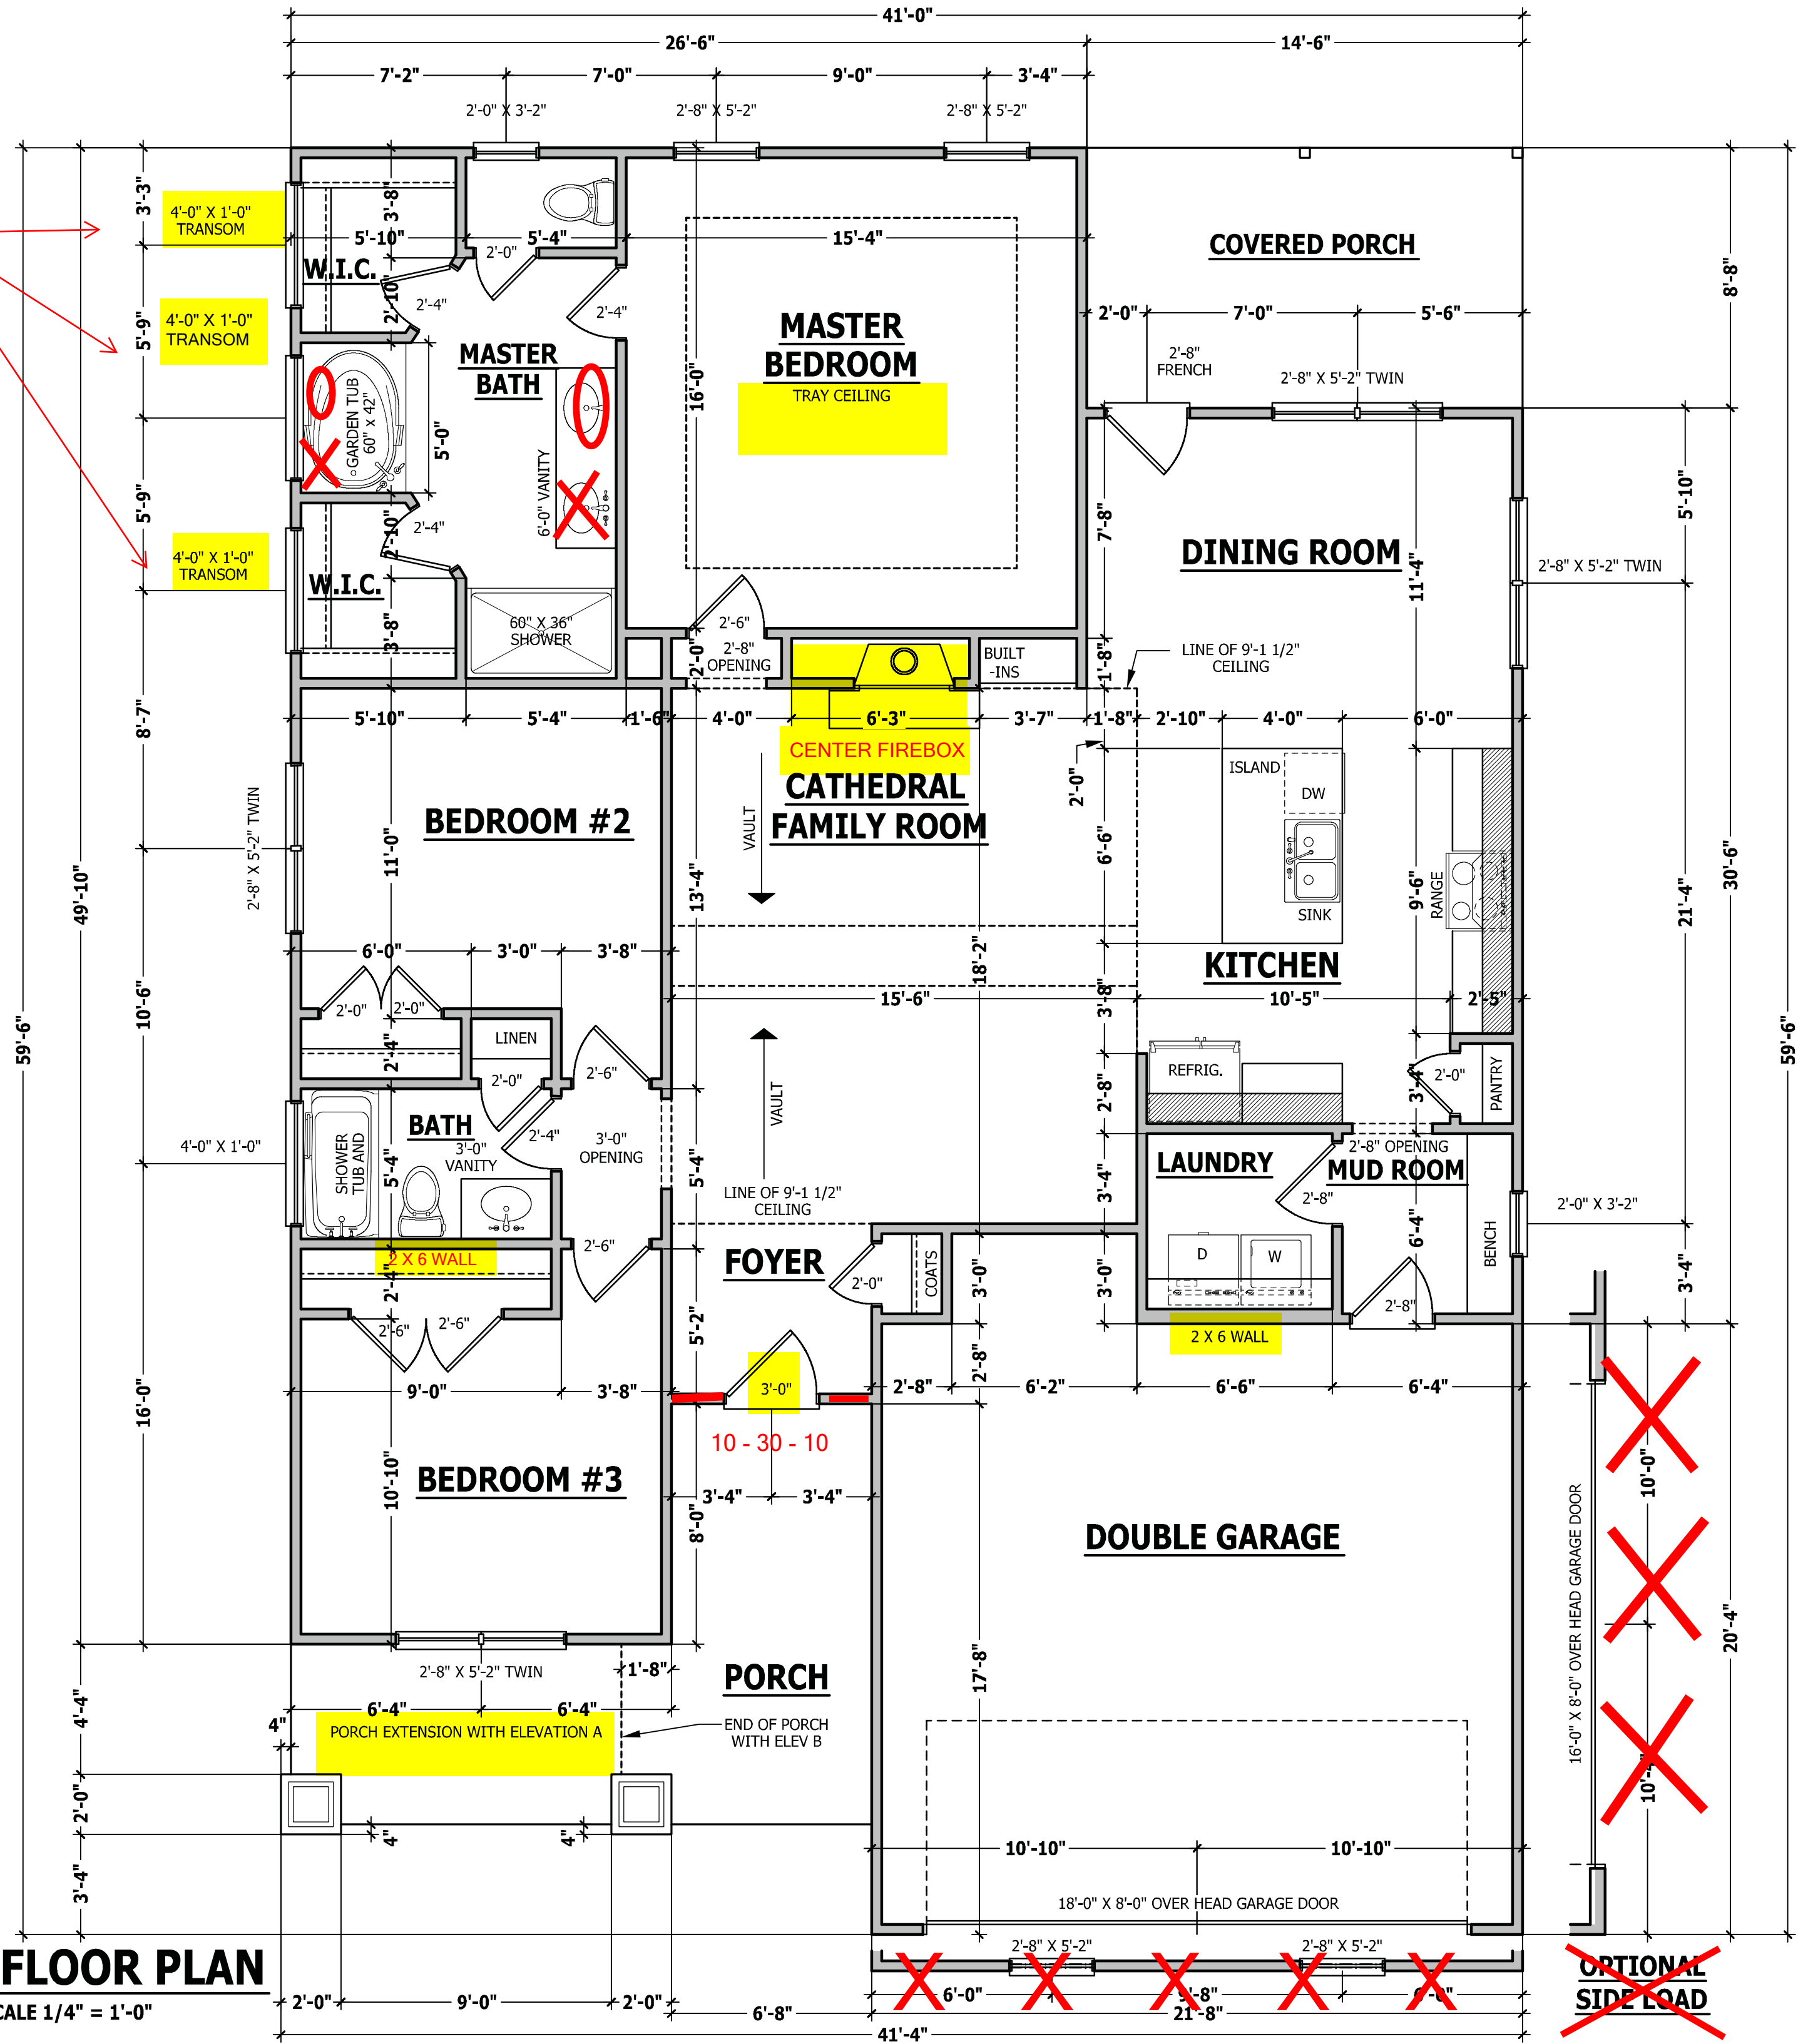 41'-0"
26'-6"
14'-6"
7'-2"
7'-0"
9'-0"
3'-4"
2'-0" X 3'-2"
2'-8" X 5'-2"
2'-8" X 5'-2"
3'-3"
4'-0" X 1'-0"
TRANSOM
3'-8"
5'-10"
5'-4"
15'-4"
COVERED PORCH
8'-8"
W.I.C.
2'-0"
2'-10"
2'-4"
2'-4"
5'-9"
4'-0" X 1'-0"
TRANSOM
MASTER
BATH
MASTER
BEDROOM
TRAY CEILING
2'-0"
7'-0"
5'-6"
2'-8"
FRENCH
2'-8" X 5'-2" TWIN
16'-0"
GARDEN TUB
60" X 42"
5'-0"
6'-0" VANITY
5'-9"
4'-0" X 1'-0"
TRANSOM
2'-10"
2'-4"
W.I.C.
3'-8"
60" X 36"
SHOWER
7'-8"
DINING ROOM
11'-4"
5'-10"
2'-8" X 5'-2" TWIN
2'-6"
2'-0"
2'-8"
OPENING
BUILT
-INS
1'-8"
LINE OF 9'-1 1/2"
CEILING
8'-7"
5'-10"
5'-4"
1'-6"
4'-0"
6'-3"
3'-7"
1'-8"
2'-10"
4'-0"
6'-0"
CENTER FIREBOX
CATHEDRAL
FAMILY ROOM
VAULT
2'-0"
ISLAND
DW
SINK
6'-6"
RANGE
9'-6"
2'-8" X 5'-2" TWIN
BEDROOM #2
11'-0"
13'-4"
49'-10"
30'-6"
21'-4"
6'-0"
3'-0"
3'-8"
18'-2"
KITCHEN
15'-6"
10'-5"
2'-5"
3'-8"
10'-6"
59'-6"
59'-6"
2'-0"
2'-0"
LINEN
2'-4"
2'-0"
2'-6"
VAULT
REFRIG.
2'-8"
3'-4"
2'-0"
PANTRY
4'-0" X 1'-0"
BATH
3'-0"
VANITY
2'-4"
3'-0"
OPENING
SHOWER
TUB AND
5'-4"
5'-4"
LAUNDRY
2'-8" OPENING
MUD ROOM
2'-8"
3'-4"
6'-4"
BENCH
2'-0" X 3'-2"
LINE OF 9'-1 1/2"
CEILING
2 X 6 WALL
2'-4"
2'-6"
FOYER
2'-0"
COATS
3'-0"
3'-0"
D
W
2'-8"
3'-4"
2 X 6 WALL
2'-6"
2'-6"
5'-2"
2'-8"
16'-0"
9'-0"
3'-8"
3'-0"
2'-8"
6'-2"
6'-6"
6'-4"
10 - 30 - 10
3'-4"
3'-4"
BEDROOM #3
10'-10"
8'-0"
DOUBLE GARAGE
10'-0"
16'-0" X 8'-0" OVER HEAD GARAGE DOOR
20'-4"
17'-8"
2'-8" X 5'-2" TWIN
1'-8"
PORCH
6'-4"
6'-4"
4'-4"
4"
PORCH EXTENSION WITH ELEVATION A
END OF PORCH
WITH ELEV B
2'-0"
4"
4"
10'-10"
10'-10"
3'-4"
18'-0" X 8'-0" OVER HEAD GARAGE DOOR
2'-8" X 5'-2"
2'-8" X 5'-2"
FLOOR PLAN
CALE 1/4" = 1'-0"
OPTIONAL
SIDE LOAD
2'-0"
9'-0"
2'-0"
6'-0"
9'-8"
6'-8"
21'-8"
41'-4"